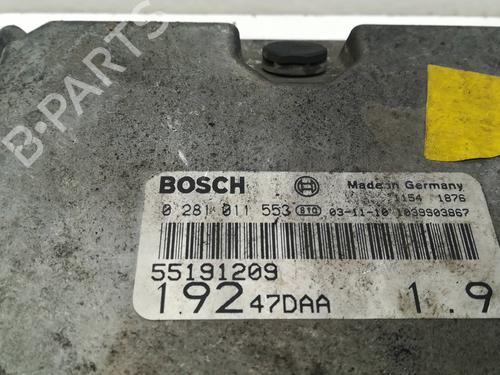 B-PARTS
BOSCH Made in Germany
1154 1876
0 281 011 553 BTQ 03-11-10 1039903867
55191209
192 47DAA 1.9